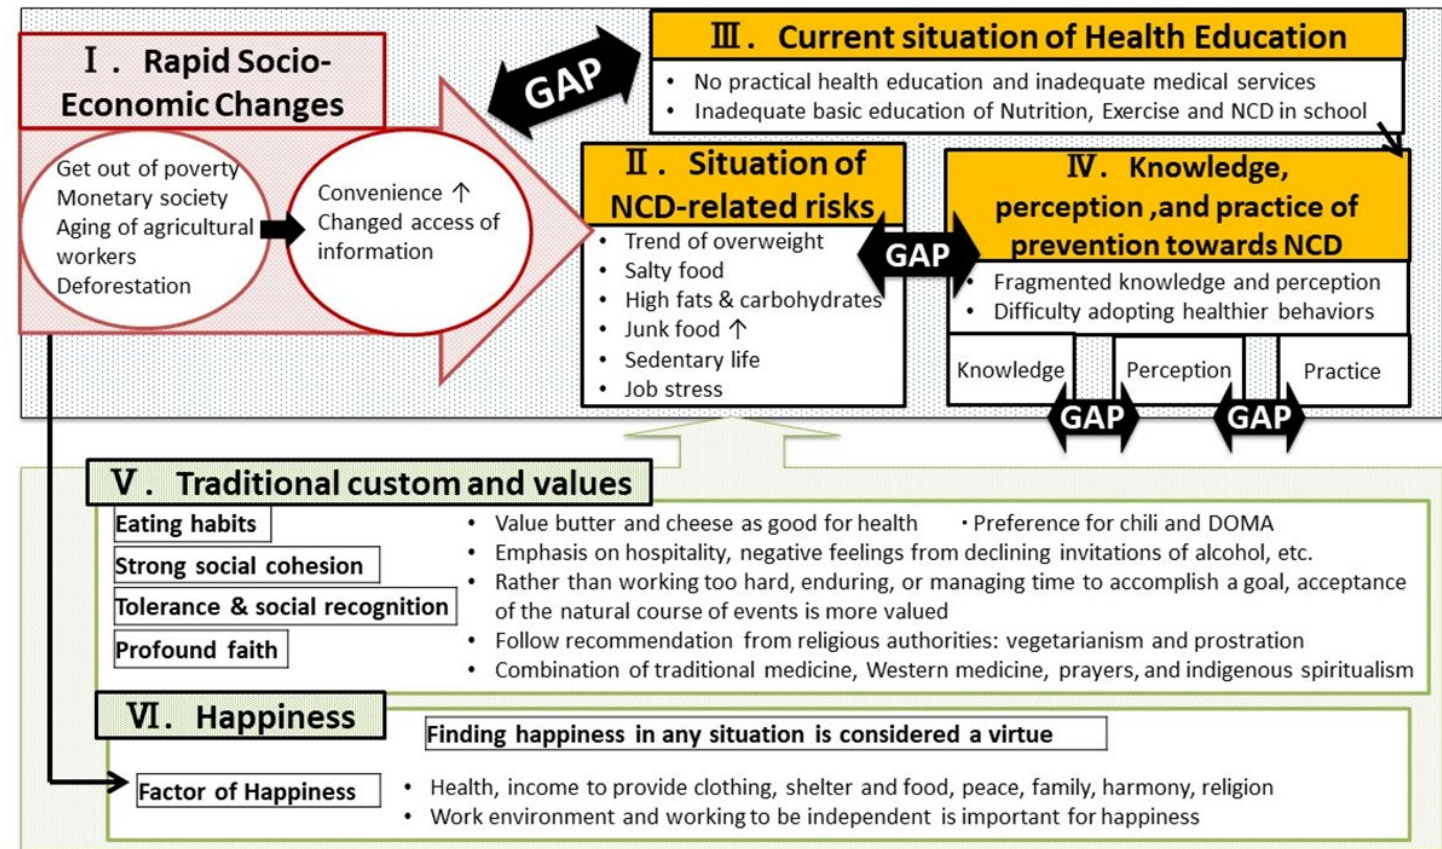 Ⅰ. Rapid Socio-
Economic Changes
Get out of poverty
Monetary society
Aging of agricultural
workers
Deforestation
Convenience ↑
Changed access of
information
GAP
Ⅲ. Current situation of Health Education
• No practical health education and inadequate medical services
• Inadequate basic education of Nutrition, Exercise and NCD in school
Ⅱ. Situation of
NCD-related risks
• Trend of overweight
• Salty food
• High fats & carbohydrates
• Junk food ↑
• Sedentary life
• Job stress
GAP
Ⅳ. Knowledge,
perception ,and practice of
prevention towards NCD
• Fragmented knowledge and perception
• Difficulty adopting healthier behaviors
Knowledge
Perception
Practice
GAP
GAP
Ⅴ. Traditional custom and values
Eating habits
Strong social cohesion
Tolerance & social recognition
Profound faith
• Value butter and cheese as good for health ・Preference for chili and DOMA
• Emphasis on hospitality, negative feelings from declining invitations of alcohol, etc.
• Rather than working too hard, enduring, or managing time to accomplish a goal, acceptance
of the natural course of events is more valued
• Follow recommendation from religious authorities: vegetarianism and prostration
• Combination of traditional medicine, Western medicine, prayers, and indigenous spiritualism
Ⅵ. Happiness
Finding happiness in any situation is considered a virtue
Factor of Happiness
• Health, income to provide clothing, shelter and food, peace, family, harmony, religion
• Work environment and working to be independent is important for happiness